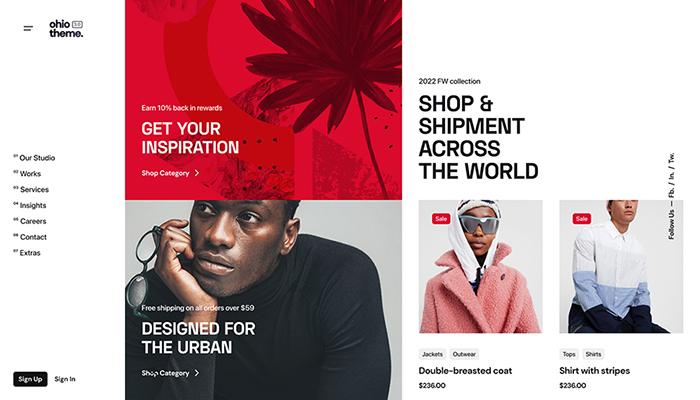 ohio 3.0
theme.
01 Our Studio
02 Works
03 Services
04 Insights
05 Careers
06 Contact
07 Extras
Sign Up
Sign In
Earn 10% back in rewards
GET YOUR
INSPIRATION
Shop Category
Free shipping on all orders over $59
DESIGNED FOR
THE URBAN
Shop Category
2022 FW collection
SHOP &
SHIPMENT
ACROSS
THE WORLD
Sale
Jackets
Outwear
Double-breasted coat
$236.00
Sale
Tops
Shirts
Shirt with stripes
$236.00
Follow Us — Fb. / In. / Tw.